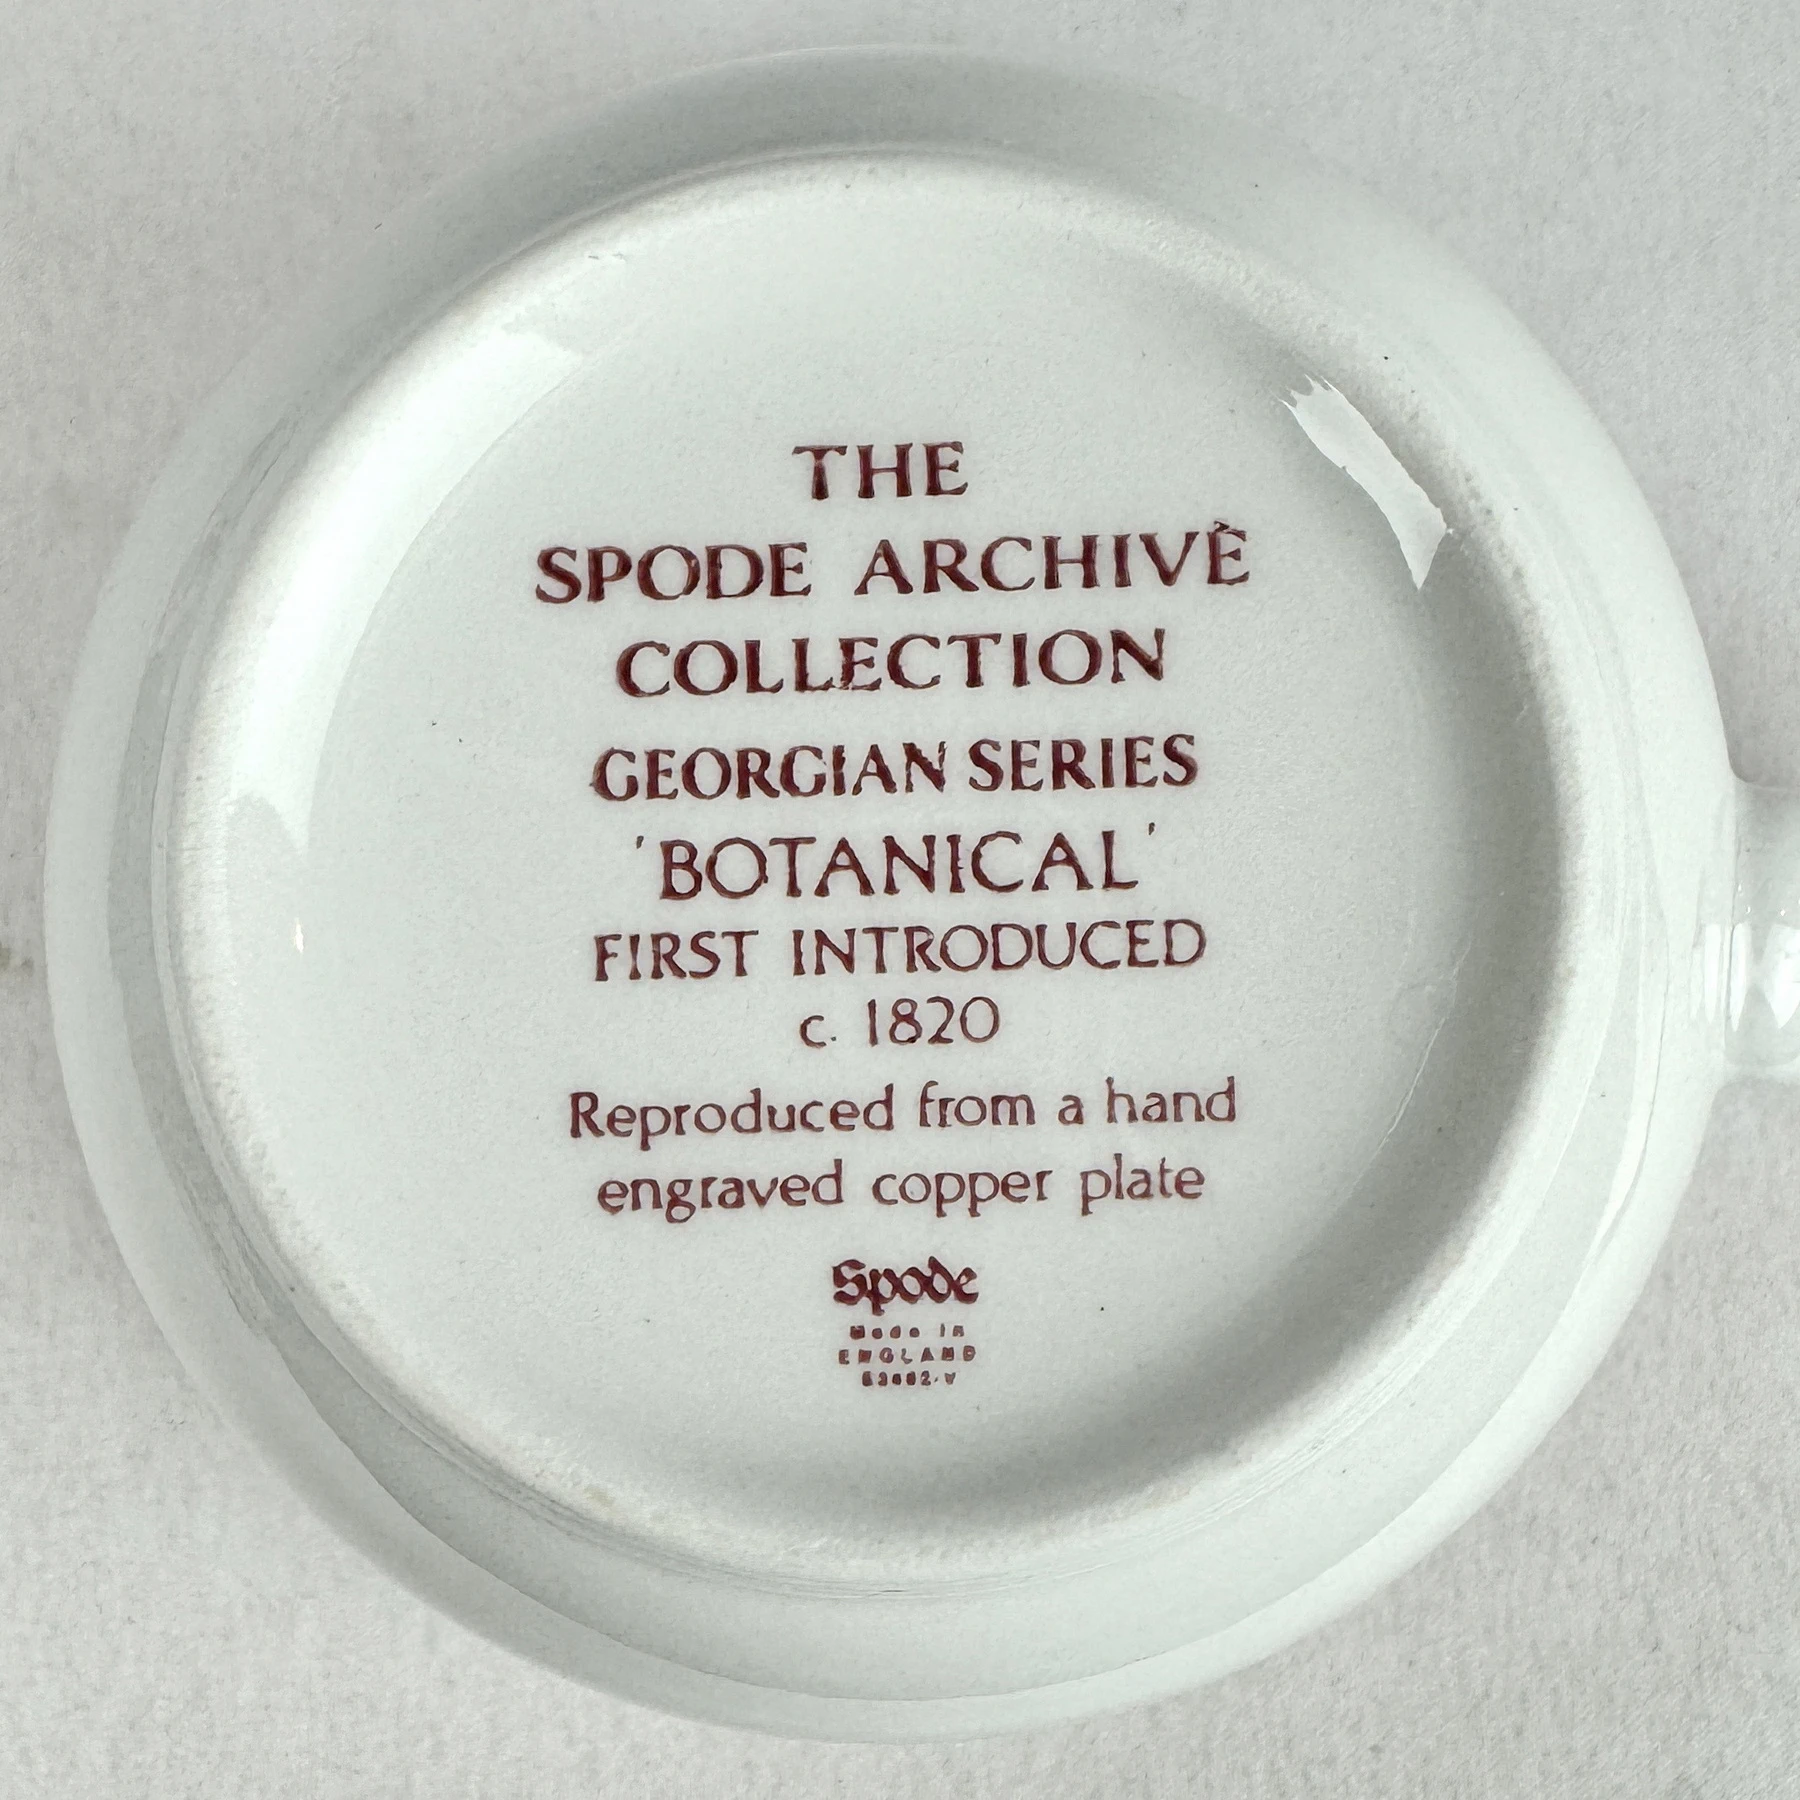 THE
SPODE ARCHIVE
COLLECTION
GEORGIAN SERIES
'BOTANICAL'
FIRST INTRODUCED
c. 1820
Reproduced from a hand
engraved copper plate
Spode
Made in
ENGLAND